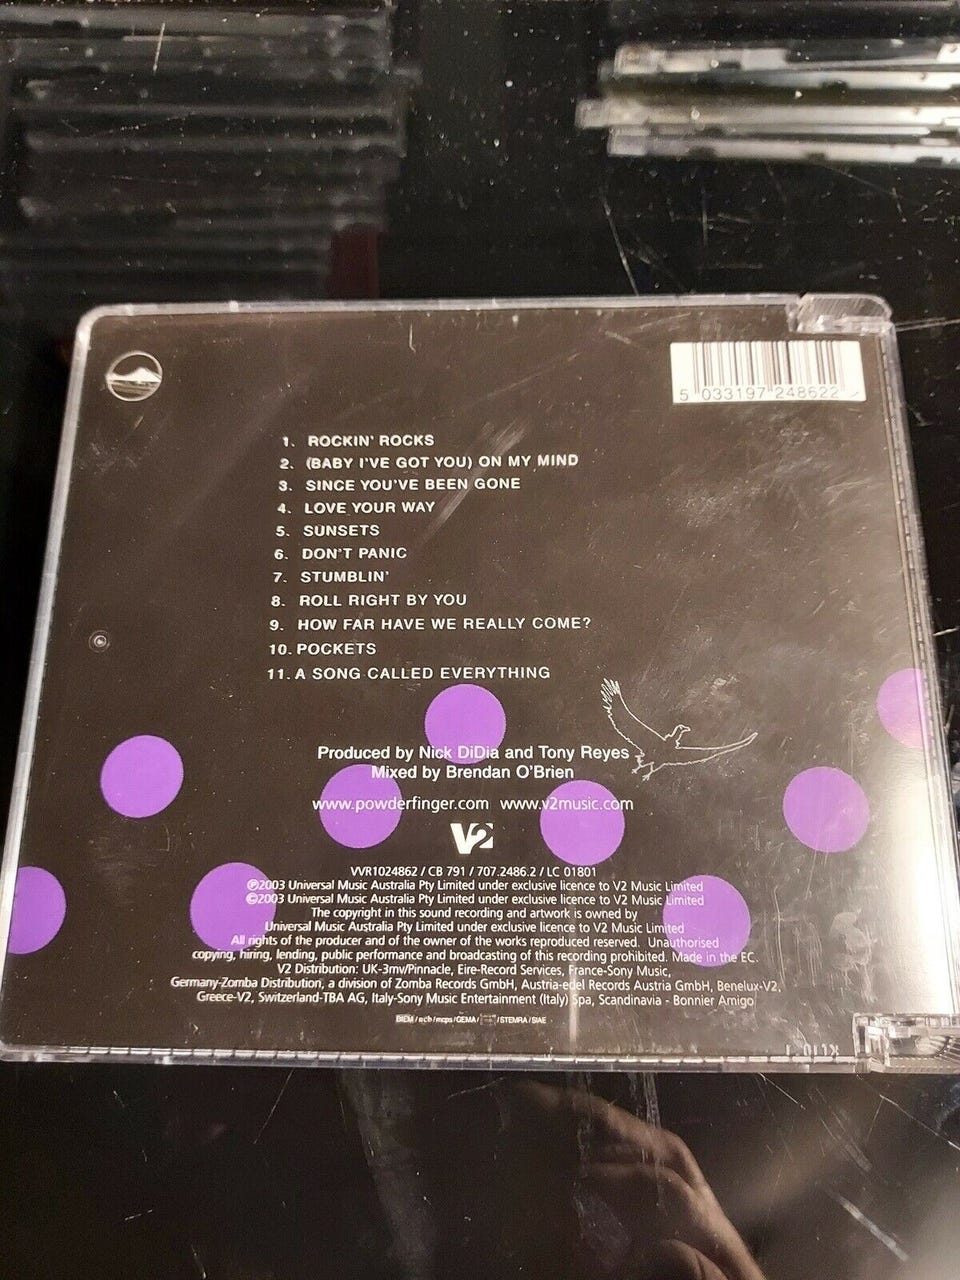 5 033197 248622
1. ROCKIN' ROCKS
2. (BABY I'VE GOT YOU) ON MY MIND
3. SINCE YOU'VE BEEN GONE
4. LOVE YOUR WAY
5. SUNSETS
6. DON'T PANIC
7. STUMBLIN'
8. ROLL RIGHT BY YOU
9. HOW FAR HAVE WE REALLY COME?
10. POCKETS
11. A SONG CALLED EVERYTHING
Produced by Nick DiDia and Tony Reyes
Mixed by Brendan O'Brien
www.powderfinger.com www.v2music.com
V2
VVR1024862 / CB 791 / 707.2486.2 / LC 01801
℗2003 Universal Music Australia Pty Limited under exclusive licence to V2 Music Limited
©2003 Universal Music Australia Pty Limited under exclusive licence to V2 Music Limited
The copyright in this sound recording and artwork is owned by
Universal Music Australia Pty Limited under exclusive licence to V2 Music Limited
All rights of the producer and of the owner of the works reproduced reserved. Unauthorised
copying, hiring, lending, public performance and broadcasting of this recording prohibited. Made in the EC.
V2 Distribution: UK-3mv/Pinnacle, Eire-Record Services, France-Sony Music,
Germany-Zomba Distribution, a division of Zomba Records GmbH, Austria-edel Records Austria GmbH, Benelux-V2,
Greece-V2, Switzerland-TBA AG, Italy-Sony Music Entertainment (Italy) Spa, Scandinavia - Bonnier Amigo
BIEM / ncb / mcps / GEMA / / STEMRA / SIAE